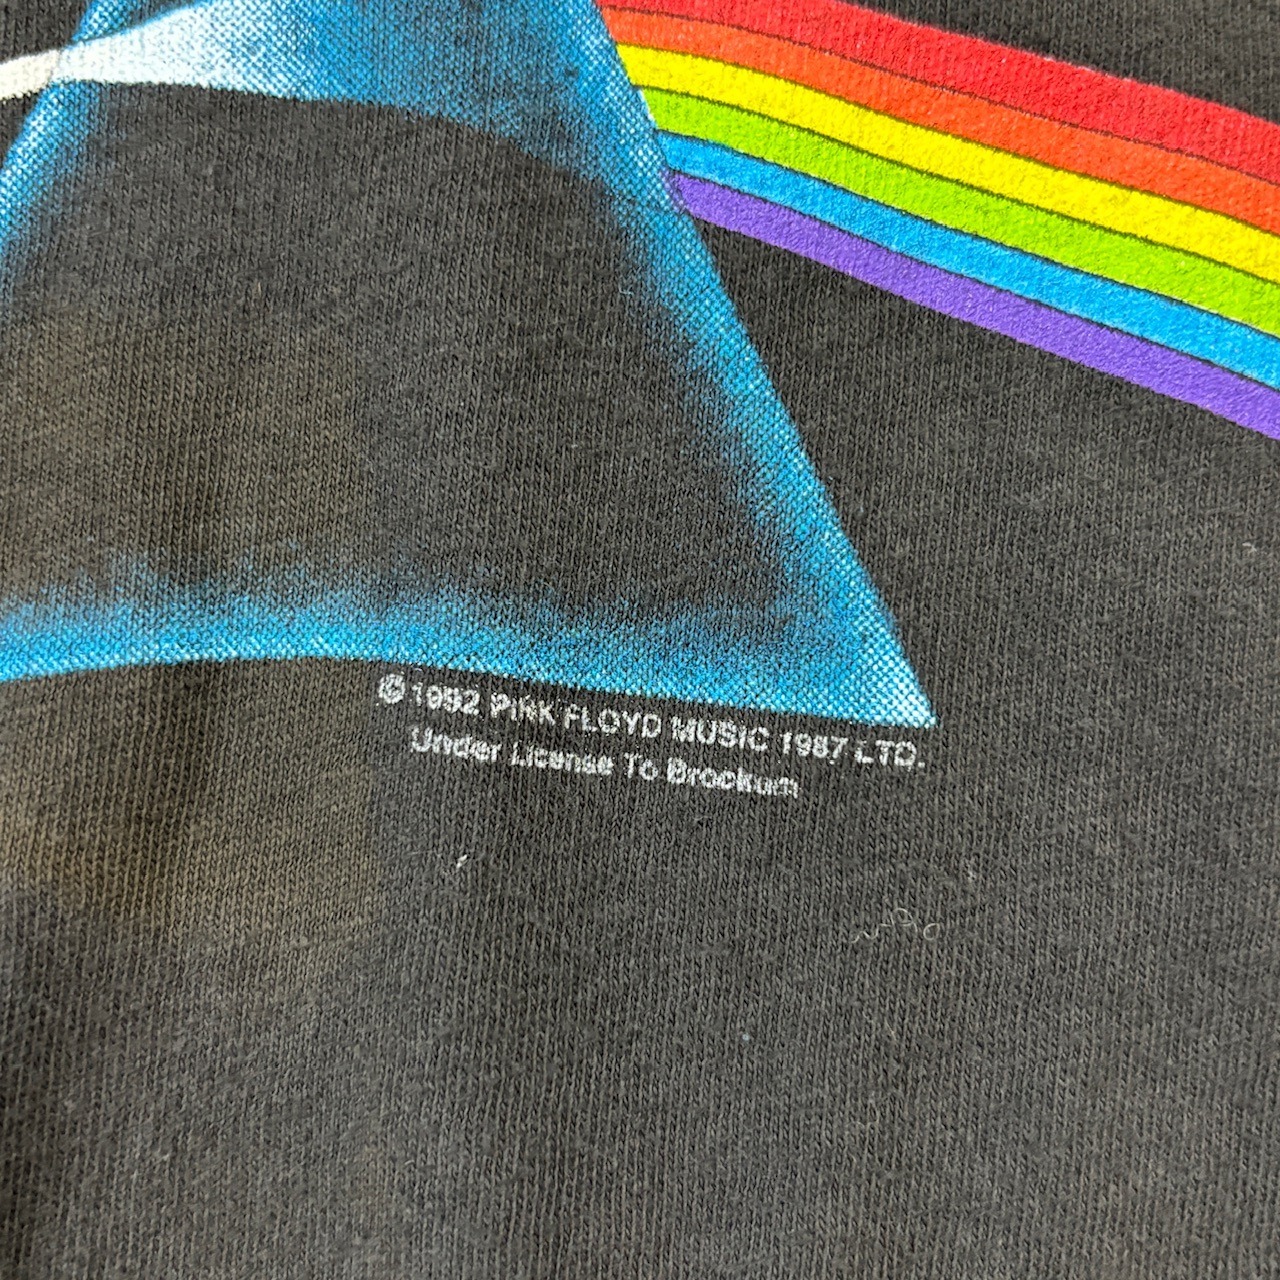 © 1992 PINK FLOYD MUSIC 1987 LTD.
Under License To Brockum